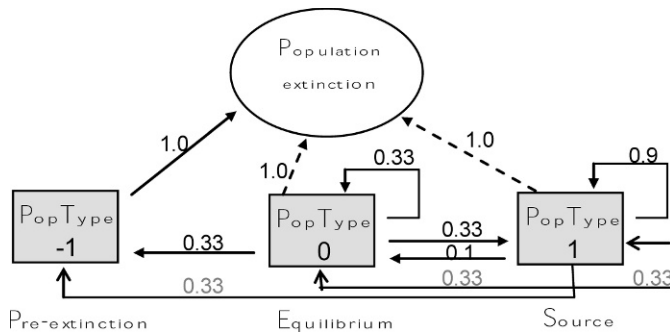 Population
extinction
1.0
1.0
1.0
0.33
0.9
PopType
-1
PopType
0
PopType
1
0.33
0.33
0.1
0.33
0.33
0.33
Pre-extinction
Equilibrium
Source